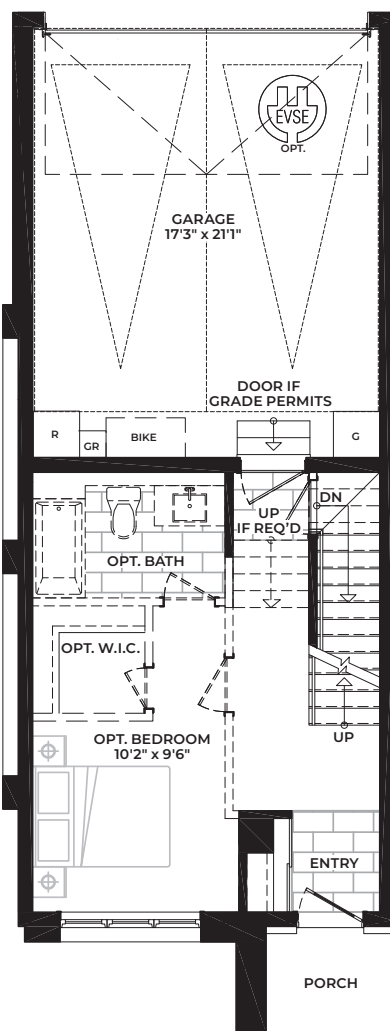 EVSE
OPT.
GARAGE
17'3" x 21'1"
DOOR IF
GRADE PERMITS
R
GR
BIKE
G
DN
UP
IF REQ'D
OPT. BATH
OPT. W.I.C.
UP
OPT. BEDROOM
10'2" x 9'6"
ENTRY
PORCH